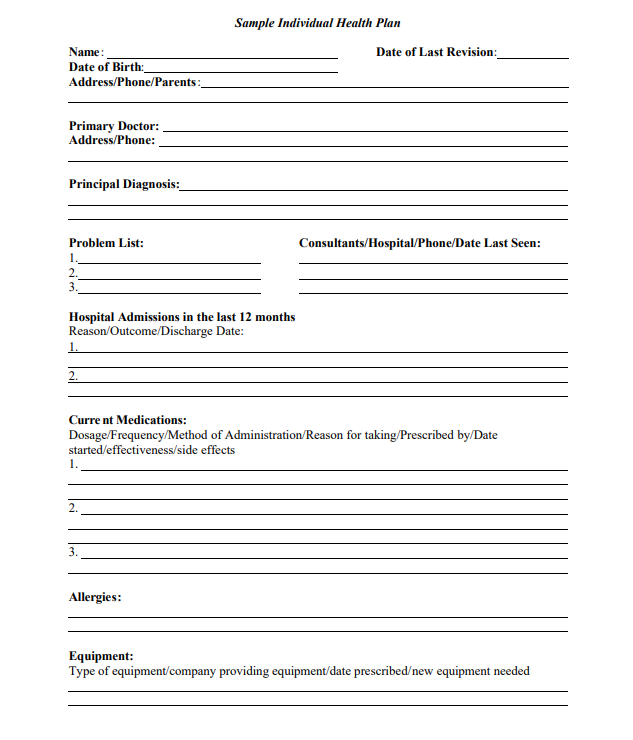 Sample Individual Health Plan
Name: Date of Last Revision:
Date of Birth:
Address/Phone/Parents:
Primary Doctor:
Address/Phone:
Principal Diagnosis:
Problem List: Consultants/Hospital/Phone/Date Last Seen:
1.
2.
3.
Hospital Admissions in the last 12 months
Reason/Outcome/Discharge Date:
1.
2.
Current Medications:
Dosage/Frequency/Method of Administration/Reason for taking/Prescribed by/Date
started/effectiveness/side effects
1.
2.
3.
Allergies:
Equipment:
Type of equipment/company providing equipment/date prescribed/new equipment needed